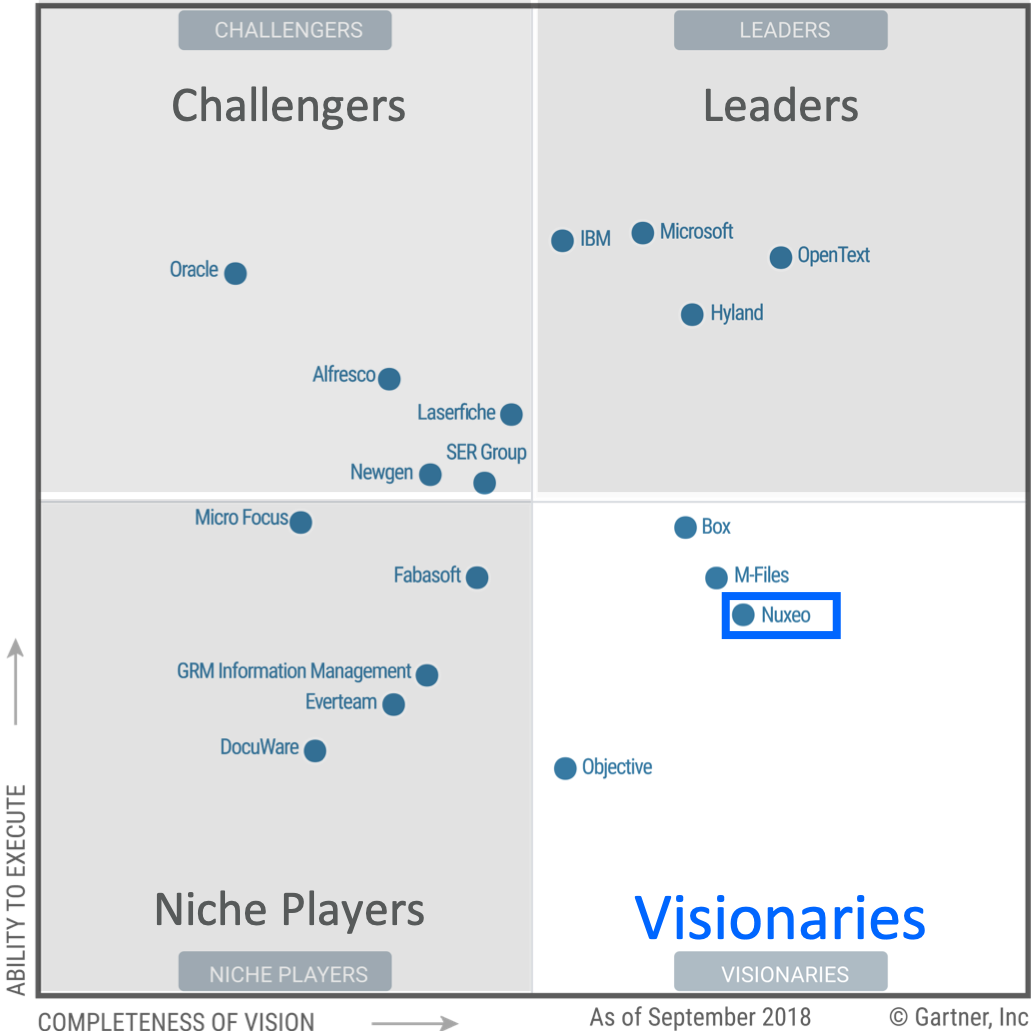 CHALLENGERS
LEADERS
Challengers
Leaders
IBM
Microsoft
OpenText
Oracle
Hyland
Alfresco
Laserfiche
SER Group
Newgen
Micro Focus
Box
Fabasoft
M-Files
Nuxeo
GRM Information Management
Everteam
DocuWare
Objective
Niche Players
Visionaries
NICHE PLAYERS
VISIONARIES
ABILITY TO EXECUTE
COMPLETENESS OF VISION
As of September 2018
© Gartner, Inc